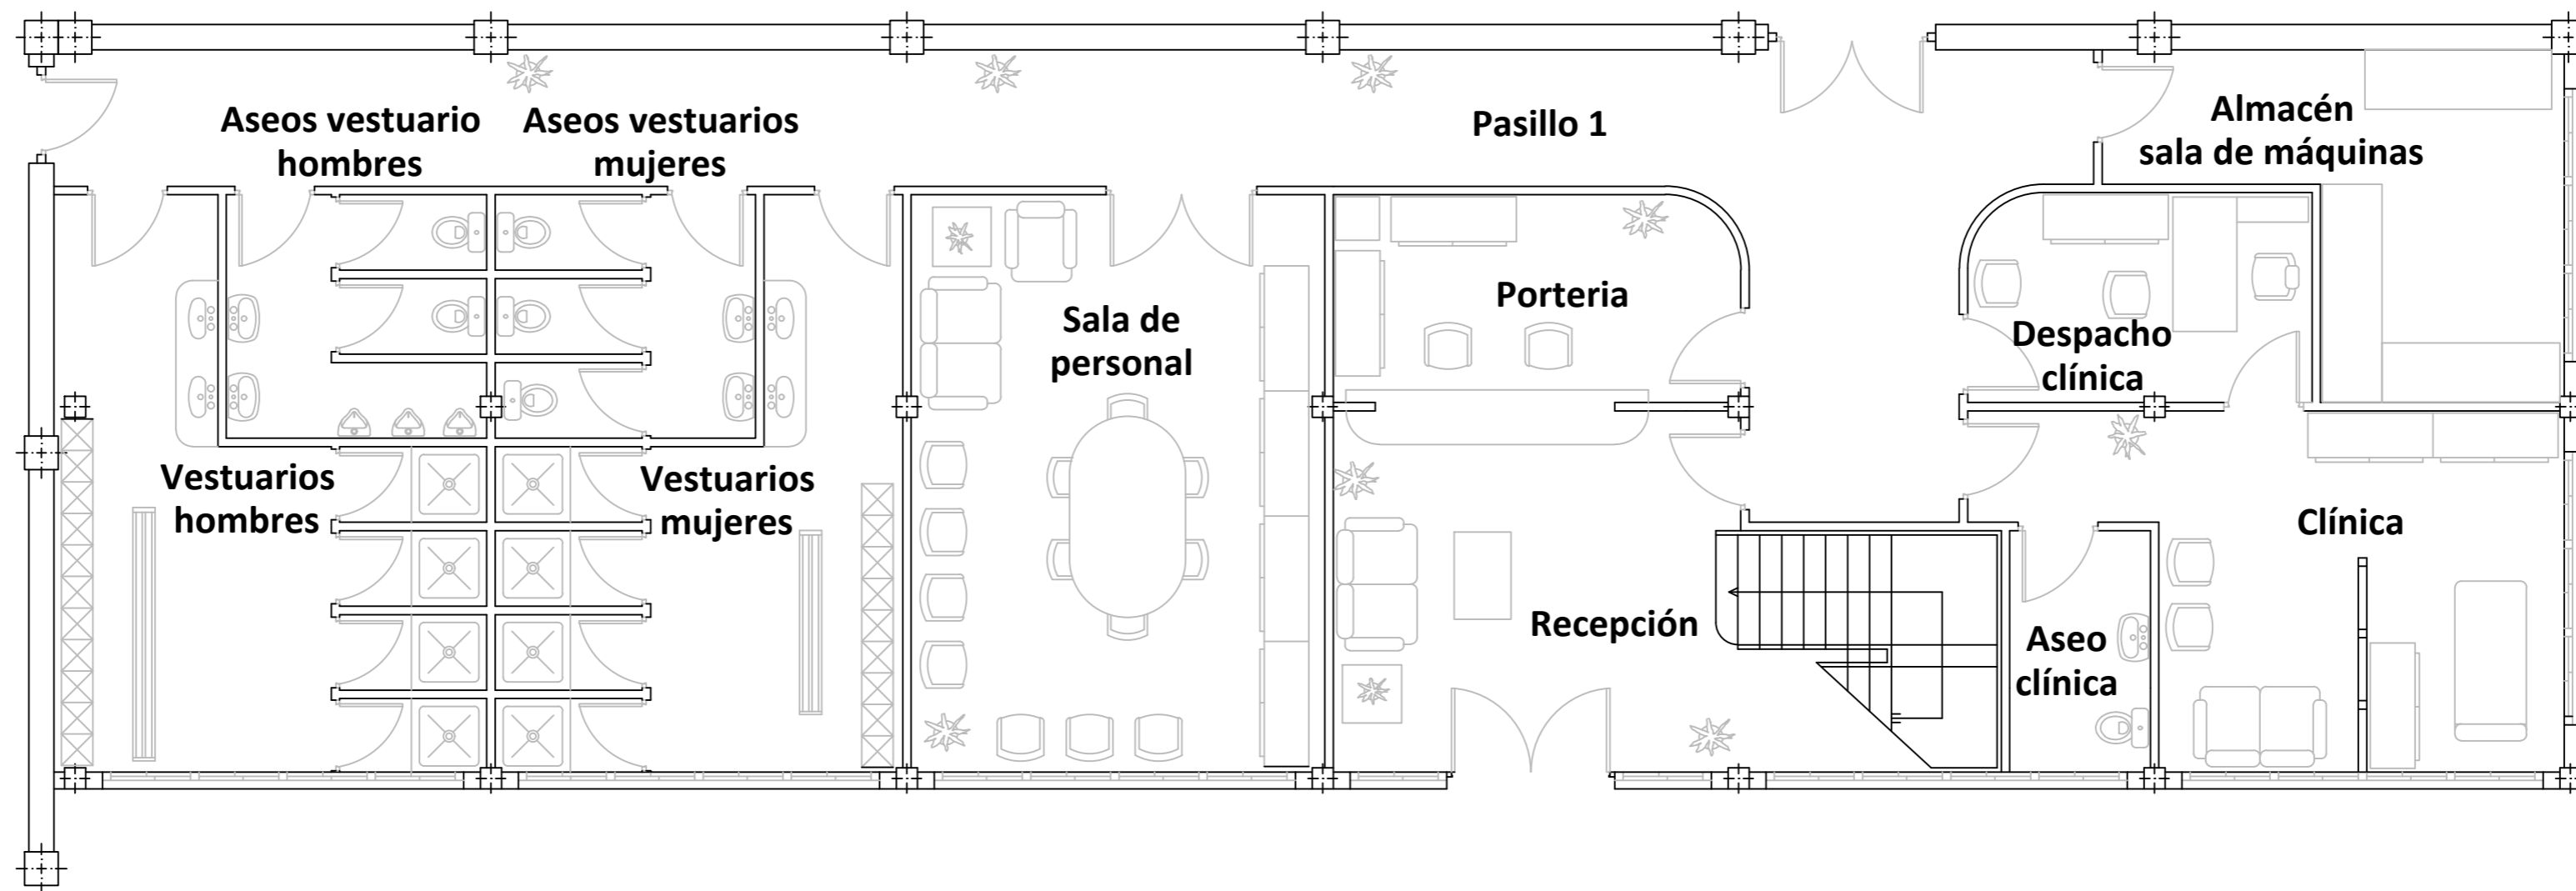 Aseos vestuario
hombres
Aseos vestuarios
mujeres
Pasillo 1
Almacén
sala de máquinas
Sala de
personal
Porteria
Despacho
clínica
Vestuarios
hombres
Vestuarios
mujeres
Recepción
Aseo
clínica
Clínica